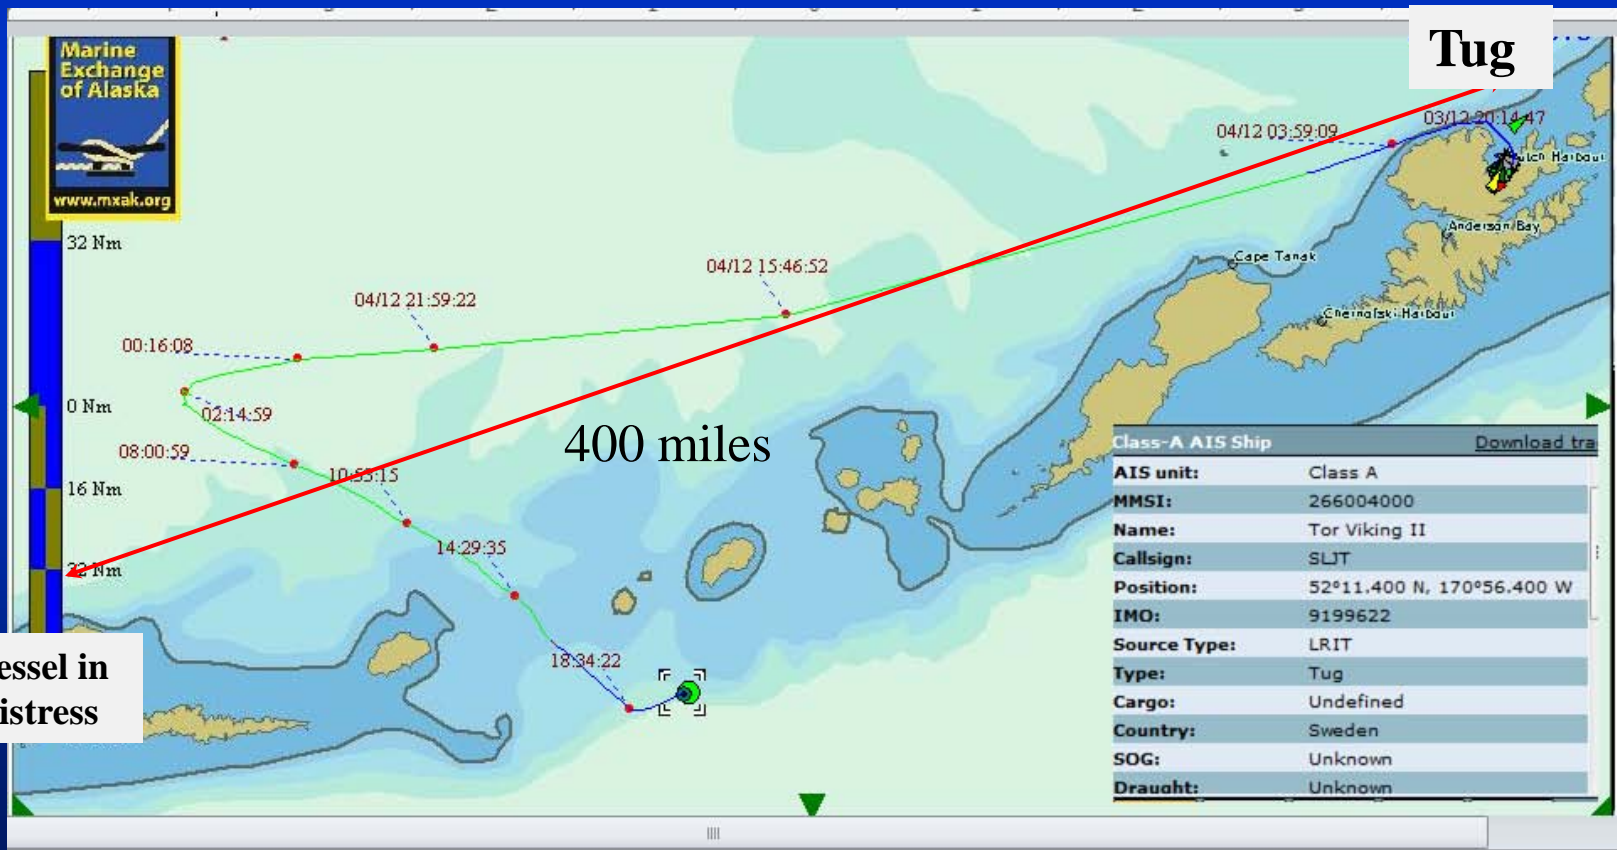 Tug
Marine
Exchange
of Alaska
www.mxak.org
03/12 20:14:47
04/12 03:59:09
Anderson Bay
Cape Tanak
32 Nm
04/12 15:46:52
04/12 21:59:22
Chernofski Harbour
00:16:08
0 Nm
02:14:59
400 miles
08:00:59
10:53:15
16 Nm
14:29:35
32 Nm
18:34:22
essel in
istress
Class-A AIS Ship Download tra
AIS unit: Class A
MMSI: 266004000
Name: Tor Viking II
Callsign: SLJT
Position: 52°11.400 N, 170°56.400 W
IMO: 9199622
Source Type: LRIT
Type: Tug
Cargo: Undefined
Country: Sweden
SOG: Unknown
Draught: Unknown